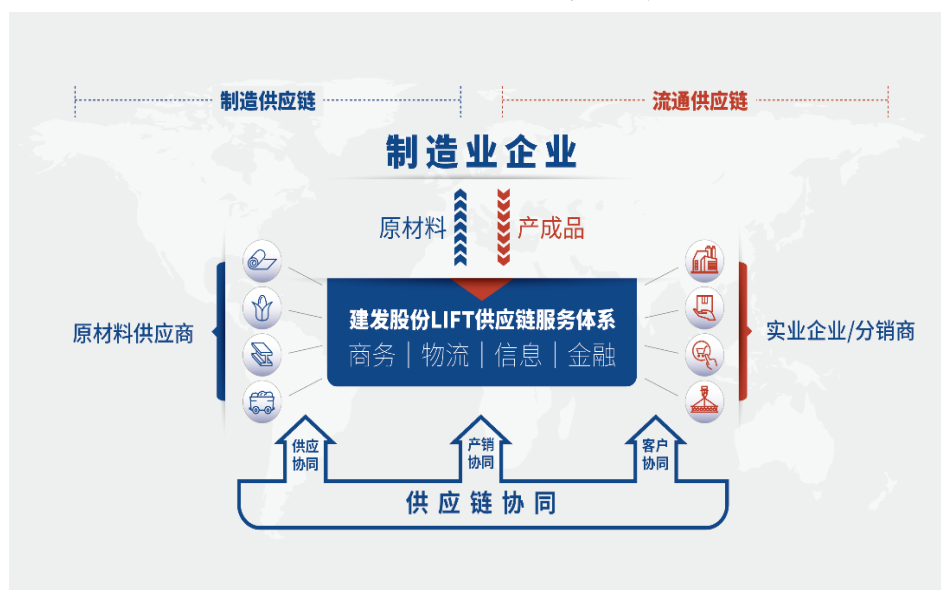 制造供应链
流通供应链
制造业企业
原材料
产成品
原材料供应商
建发股份LIFT供应链服务体系
商务｜物流｜信息｜金融
实业企业/分销商
供应
协同
产销
协同
客户
协同
供应链协同